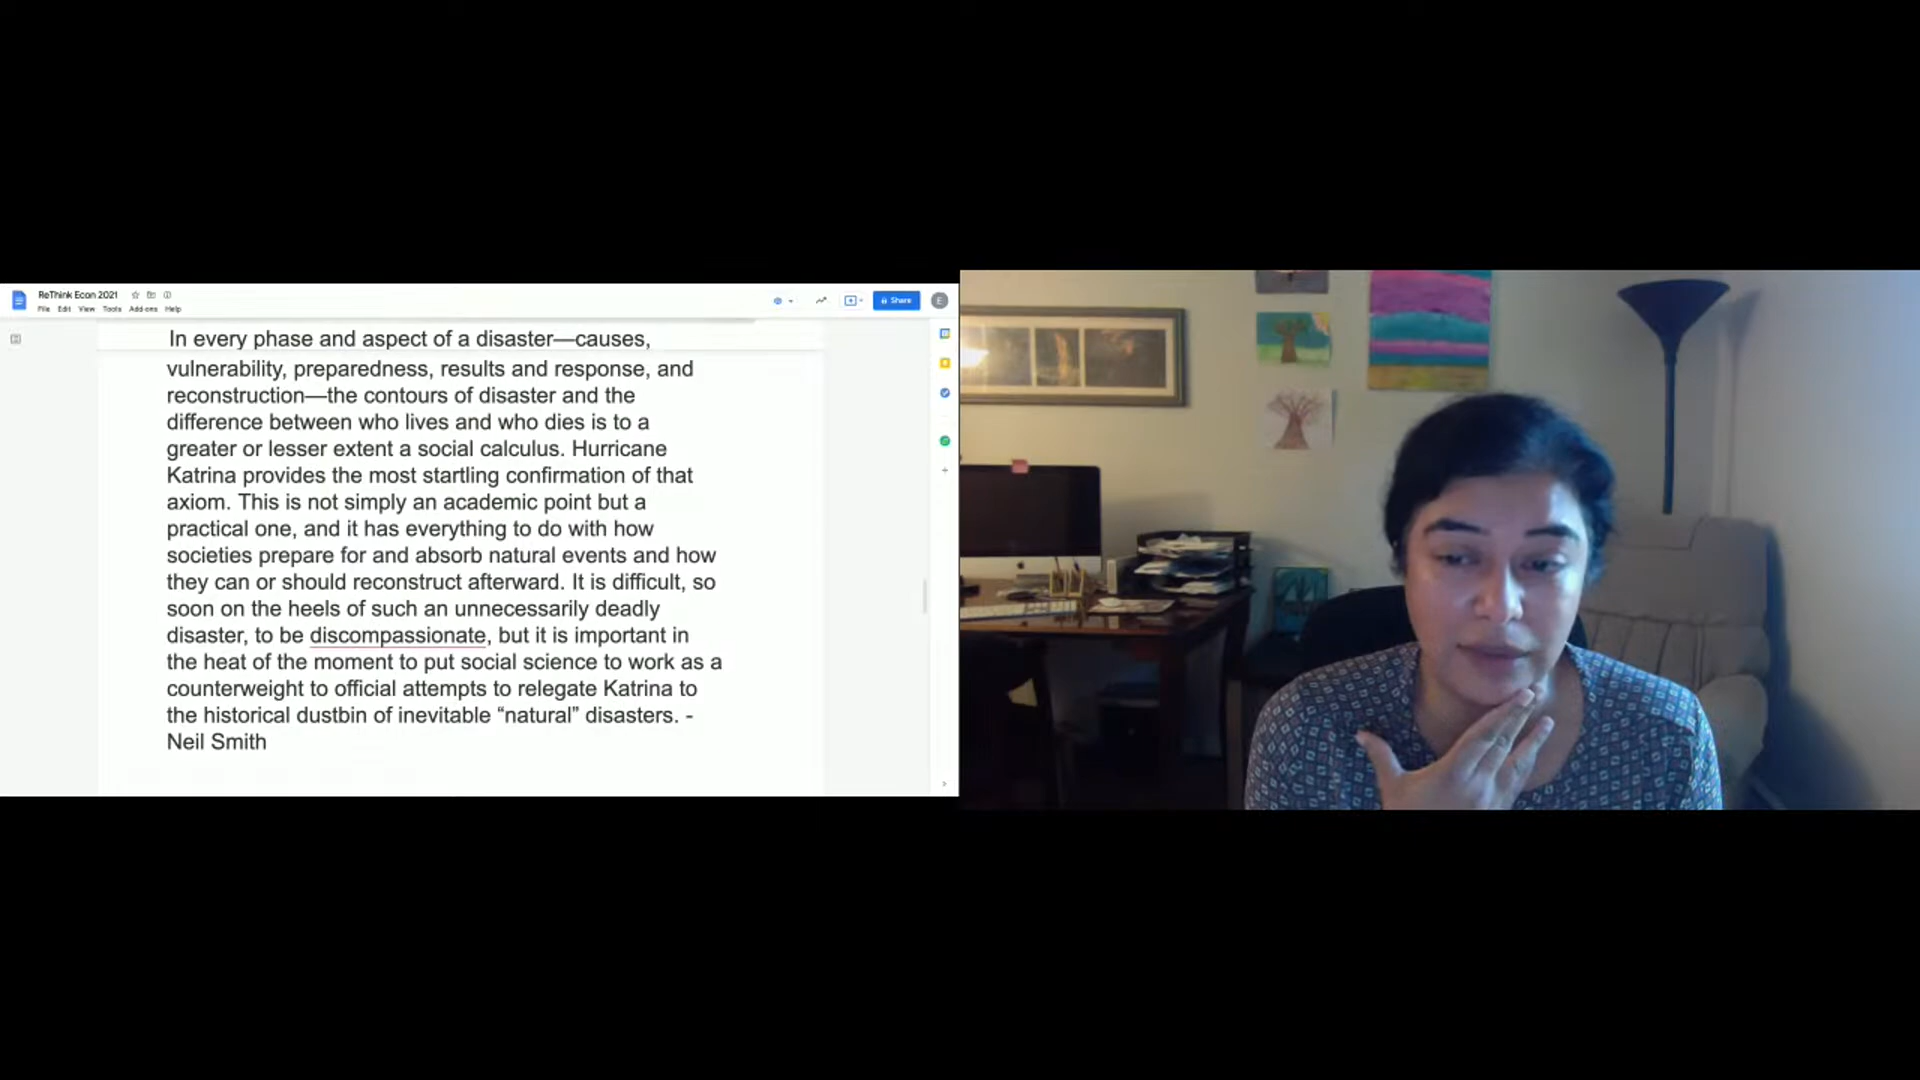 ReThink Econ 2021
File Edit View Tools Add-ons Help
Share
E
In every phase and aspect of a disaster—causes,
vulnerability, preparedness, results and response, and
reconstruction—the contours of disaster and the
difference between who lives and who dies is to a
greater or lesser extent a social calculus. Hurricane
Katrina provides the most startling confirmation of that
axiom. This is not simply an academic point but a
practical one, and it has everything to do with how
societies prepare for and absorb natural events and how
they can or should reconstruct afterward. It is difficult, so
soon on the heels of such an unnecessarily deadly
disaster, to be discompassionate, but it is important in
the heat of the moment to put social science to work as a
counterweight to official attempts to relegate Katrina to
the historical dustbin of inevitable “natural” disasters. -
Neil Smith